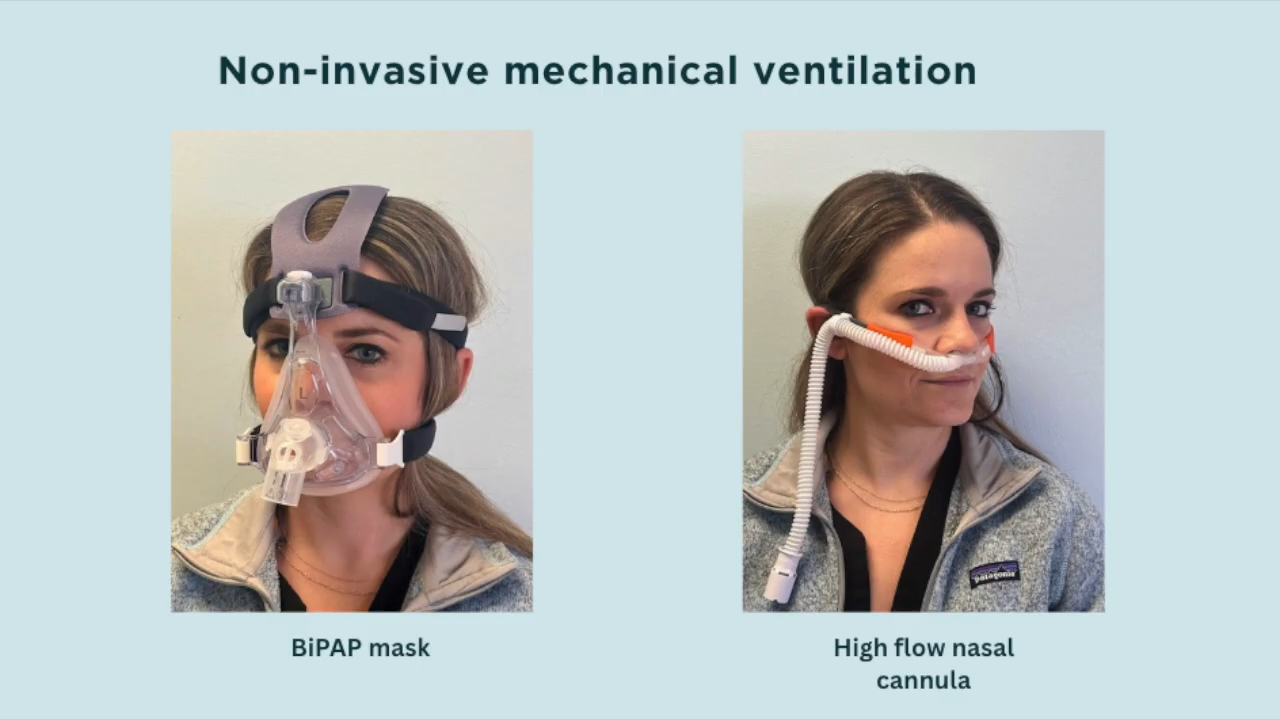 Non-invasive mechanical ventilation
L
patagonia
BiPAP mask
High flow nasal
cannula